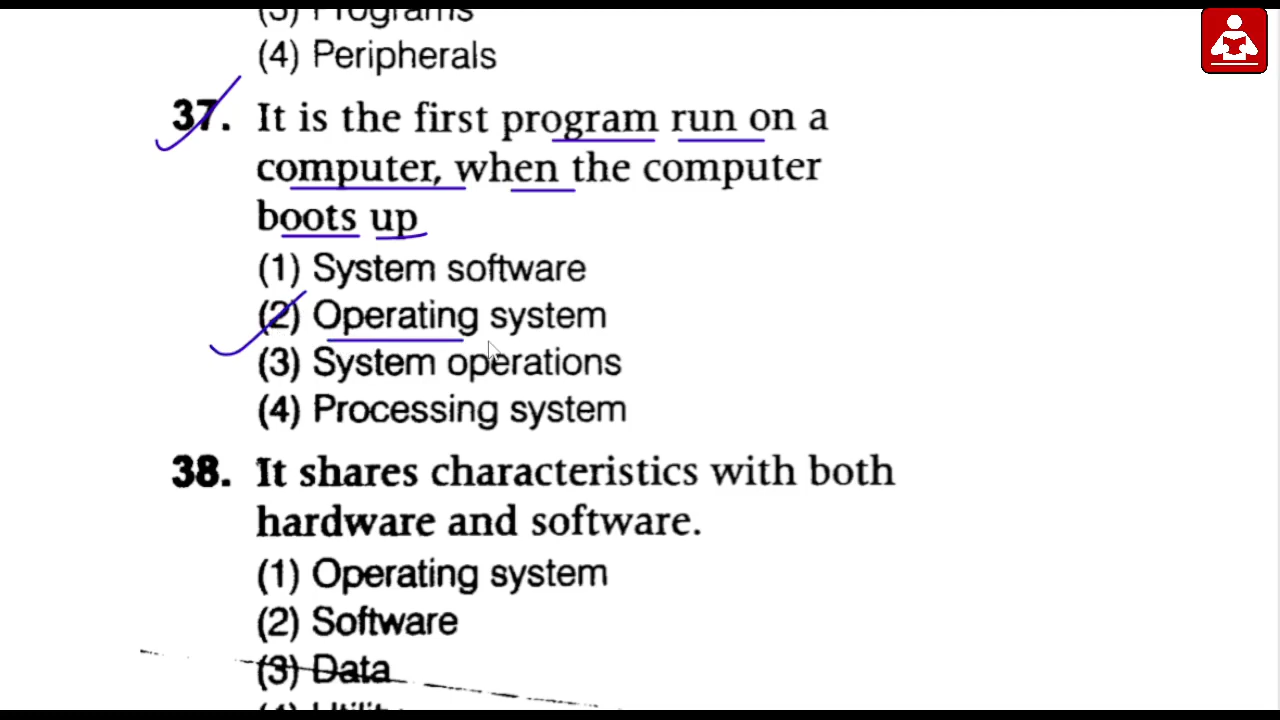 (3) Programs
(4) Peripherals
37. It is the first program run on a
computer, when the computer
boots up
(1) System software
(2) Operating system
(3) System operations
(4) Processing system
38. It shares characteristics with both
hardware and software.
(1) Operating system
(2) Software
(3) Data